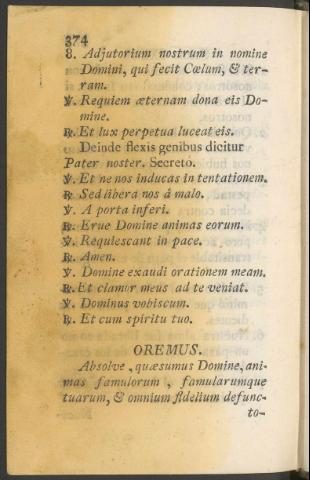 374
8. Adjutorium nostrum in nomine
Domini, qui fecit Cœlum, & ter-
ram.
℣. Requiem æternam dona eis Do-
mine.
℟. Et lux perpetua luceat eis.
Deinde flexis genibus dicitur
Pater noster. Secreto.
℣. Et ne nos inducas in tentationem.
℟ Sed libera nos á malo.
℣. A porta inferi.
℟. Erue Domine animas eorum.
℣. Requiescant in pace.
℟. Amen.
℣. Domine exaudi orationem meam.
℟. Et clamor meus ad te veniat.
℣. Dominus vobiscum.
℟. Et cum spiritu tuo.
OREMUS.
Absolve, quæsumus Domine, ani-
mas famulorum, famularumque
tuarum, & omnium fidelium defunc-
to-